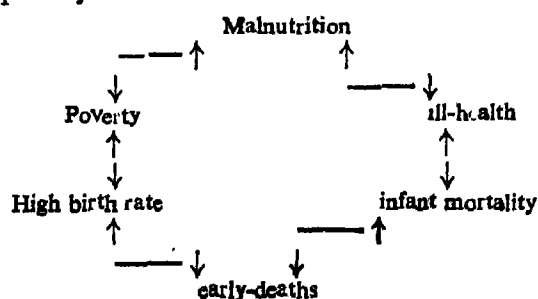 Malnutrition
Poverty ill-health
High birth rate infant mortality
early-deaths